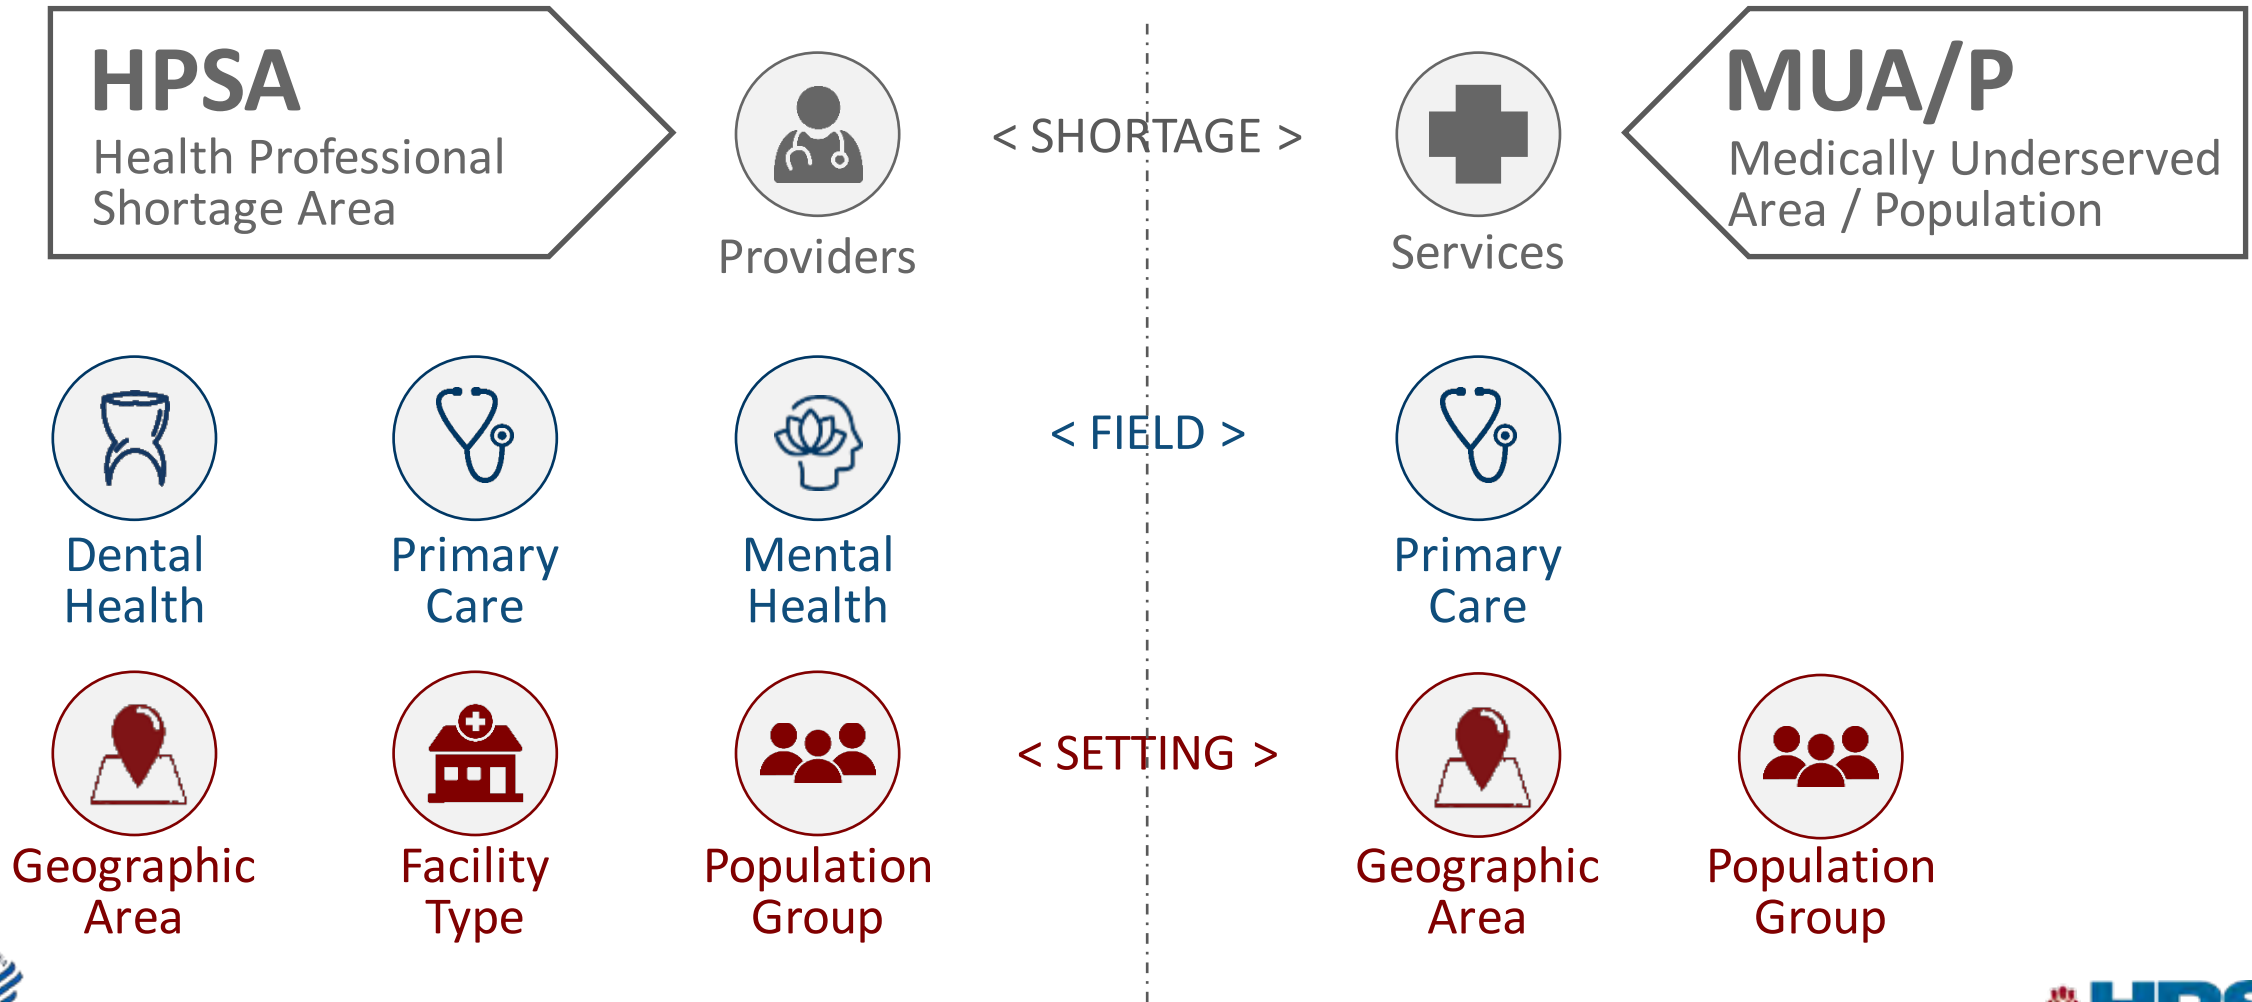 HPSA
Health Professional
Shortage Area
Providers
< SHORTAGE >
Services
MUA/P
Medically Underserved
Area / Population
Dental
Health
Primary
Care
Mental
Health
< FIELD >
Primary
Care
Geographic
Area
Facility
Type
Population
Group
< SETTING >
Geographic
Area
Population
Group